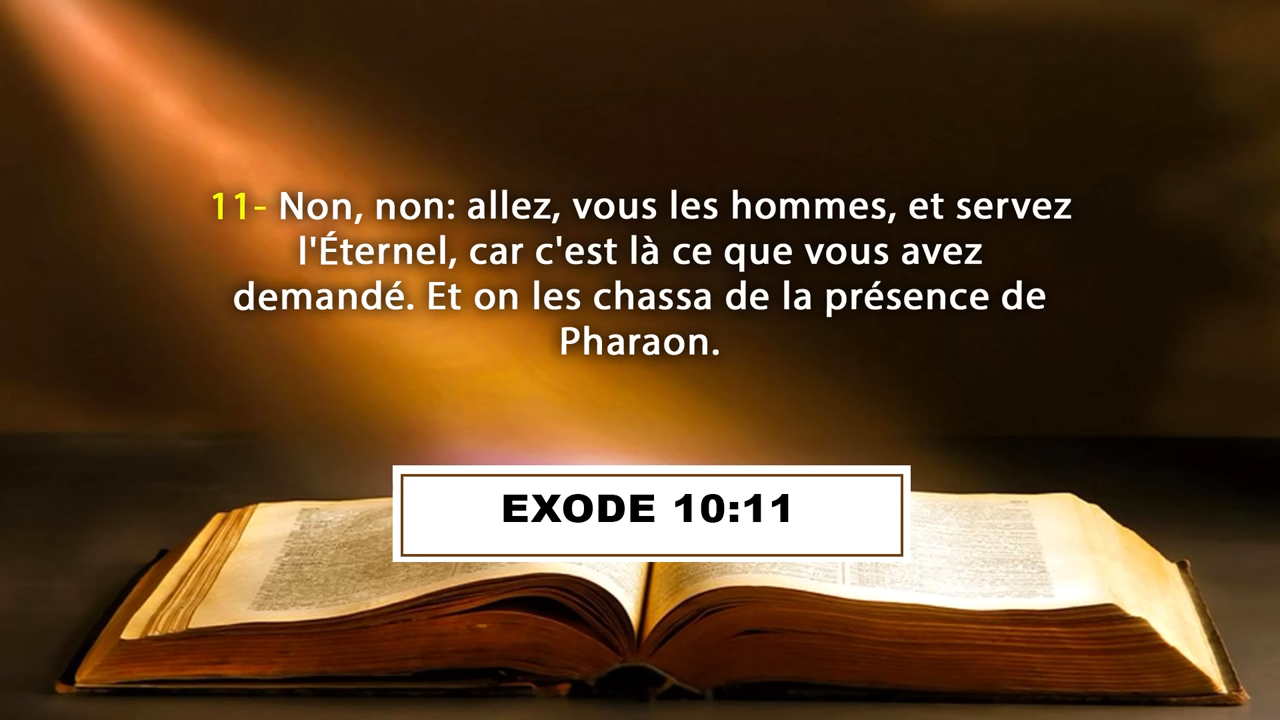 11- Non, non: allez, vous les hommes, et servez
l'Éternel, car c'est là ce que vous avez
demandé. Et on les chassa de la présence de
Pharaon.
EXODE 10:11